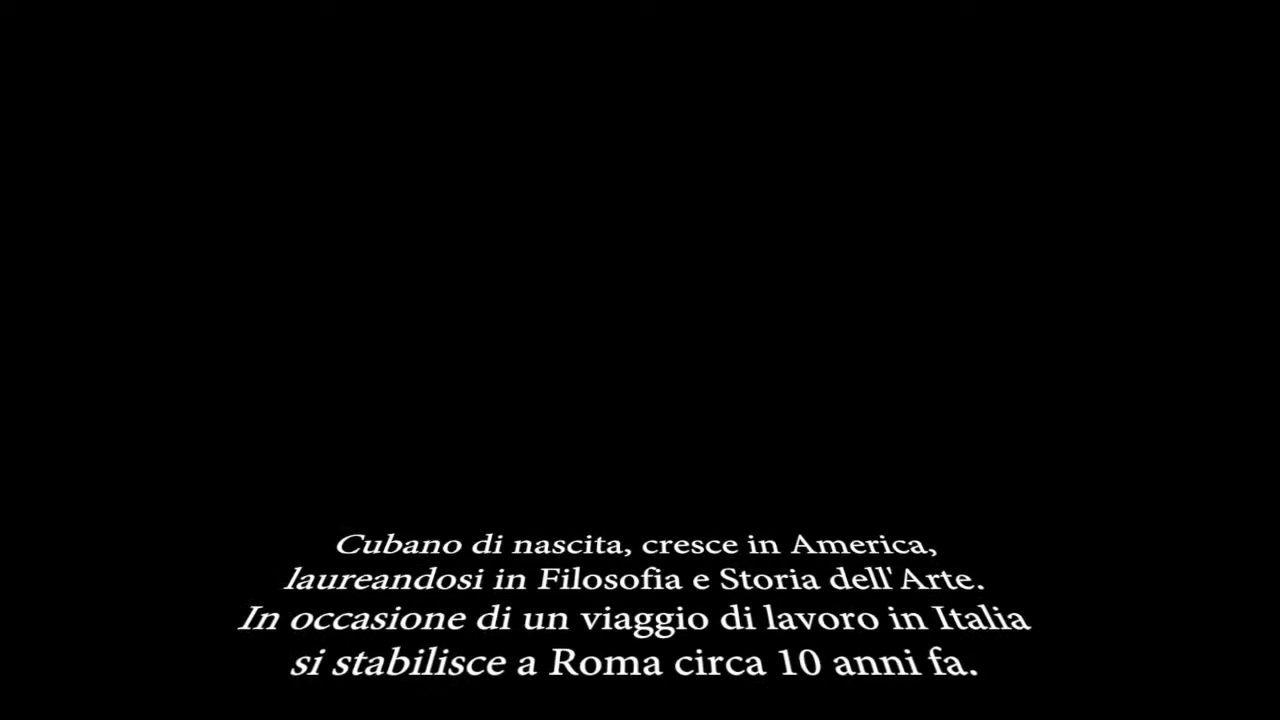 Cubano di nascita, cresce in America,
laureandosi in Filosofia e Storia dell'Arte.
In occasione di un viaggio di lavoro in Italia
si stabilisce a Roma circa 10 anni fa.